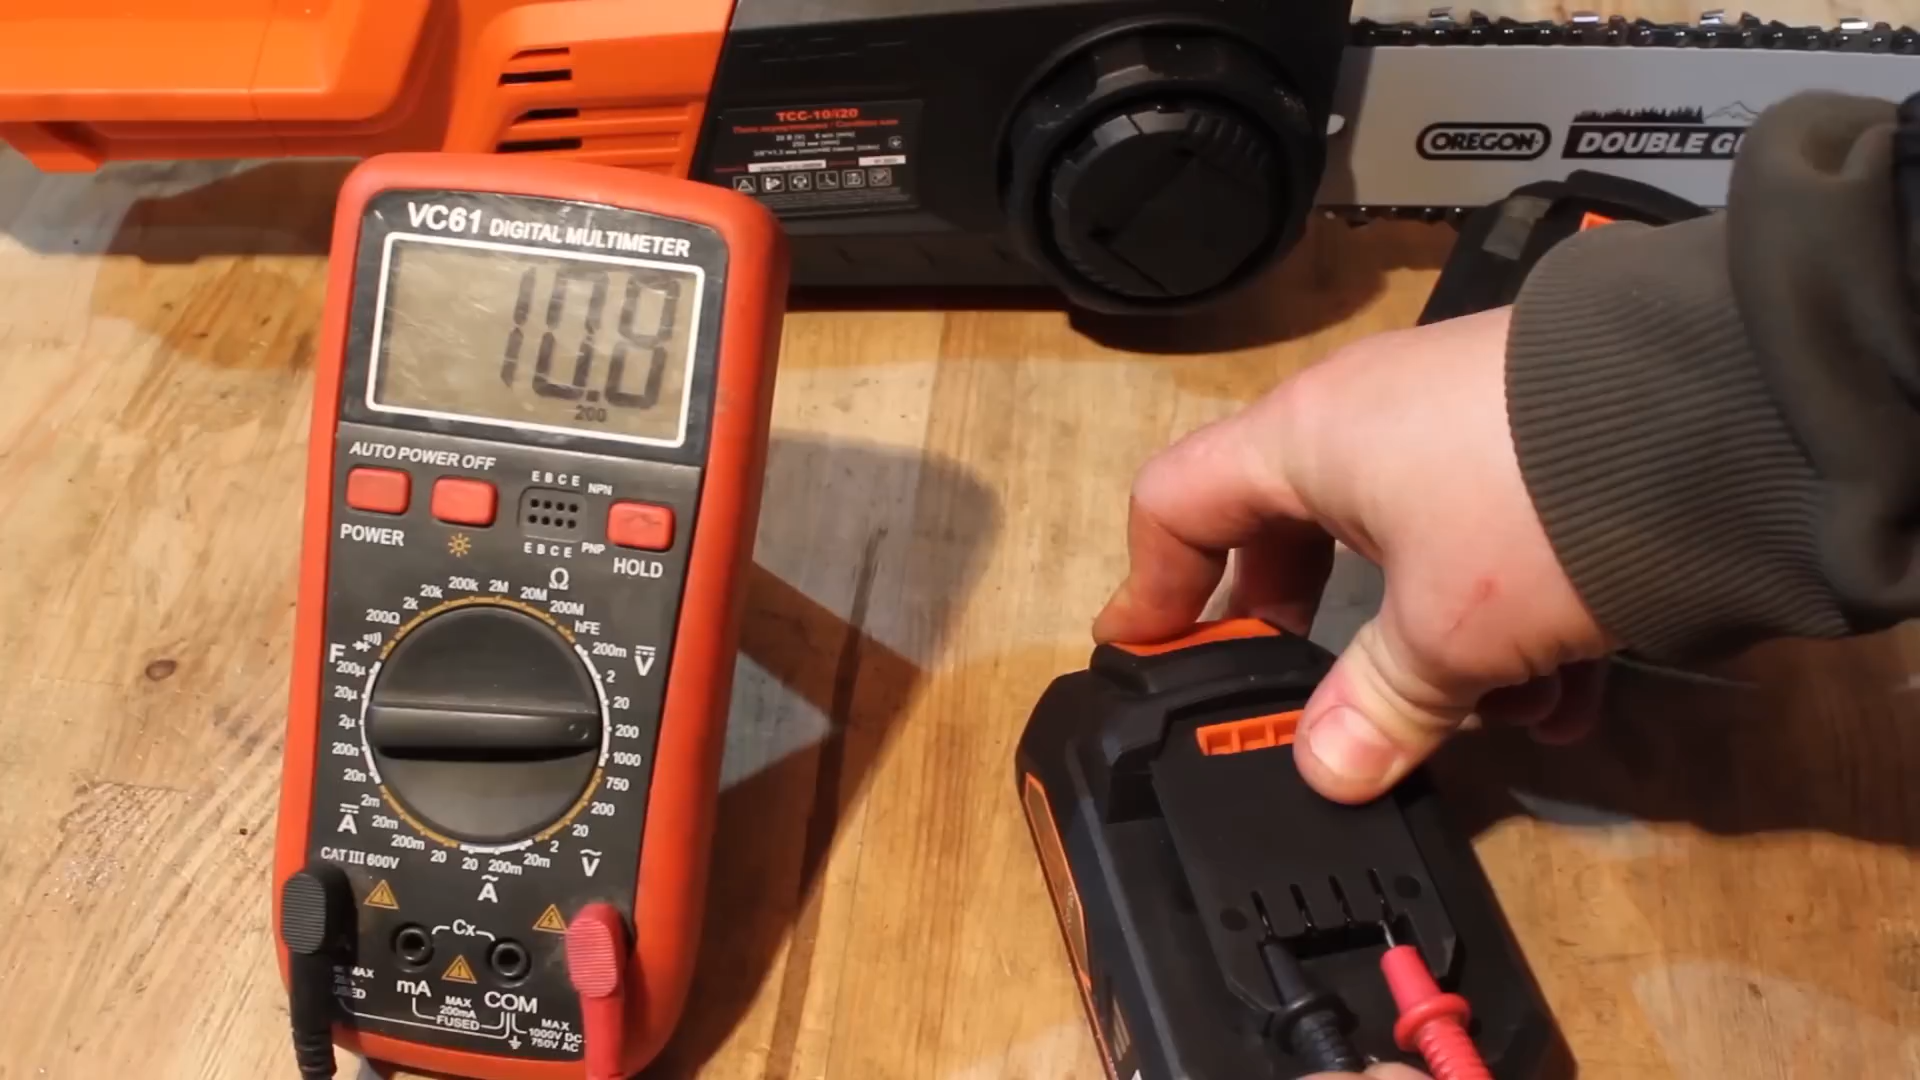 TCC-10/i20
OREGON
DOUBLE G
VC61 DIGITAL MULTIMETER
10.8
200
AUTO POWER OFF
E B C E NPN
POWER
E B C E PNP
HOLD
Ω
200Ω
2k
20k
200k
2M
20M
200M
hFE
200m
V
2
20
200
1000
750
200
20
2
V
20m
200m
20
20
200m
20m
2m
A
A
20n
200n
2µ
20µ
200µ
F
CAT III 600V
Cx
mA
COM
MAX
200mA
FUSED
MAX
1000V DC
750V AC